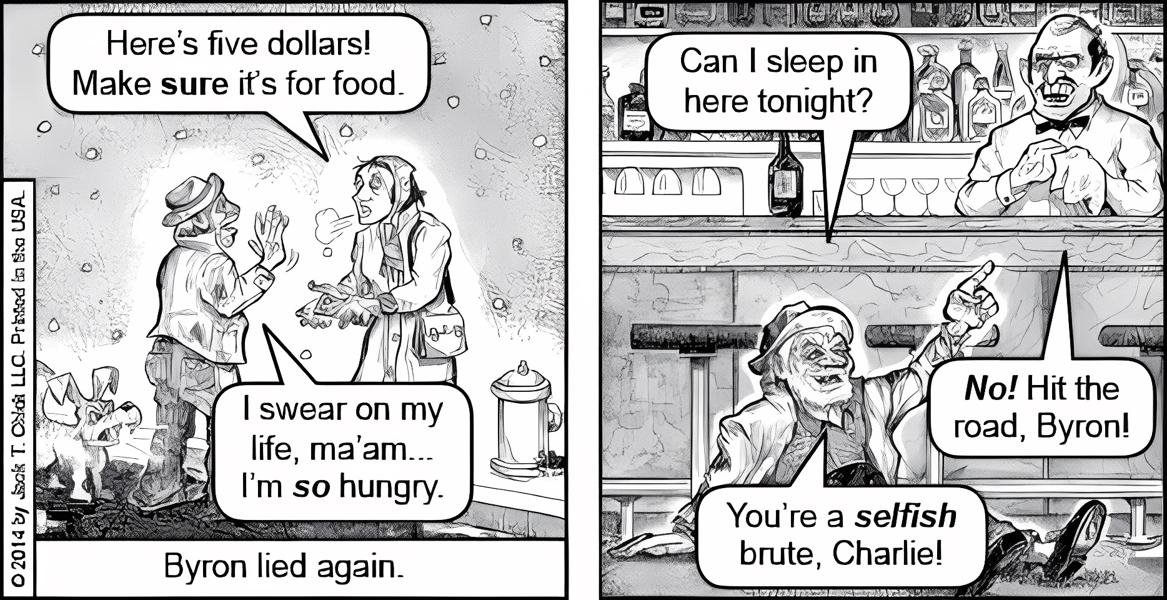 Here's five dollars!
Make sure it's for food.
I swear on my
life, ma'am...
I'm so hungry.
© 2014 by Jack T. Chick LLC. Printed in the USA.
Byron lied again.
Can I sleep in
here tonight?
No! Hit the
road, Byron!
You're a selfish
brute, Charlie!